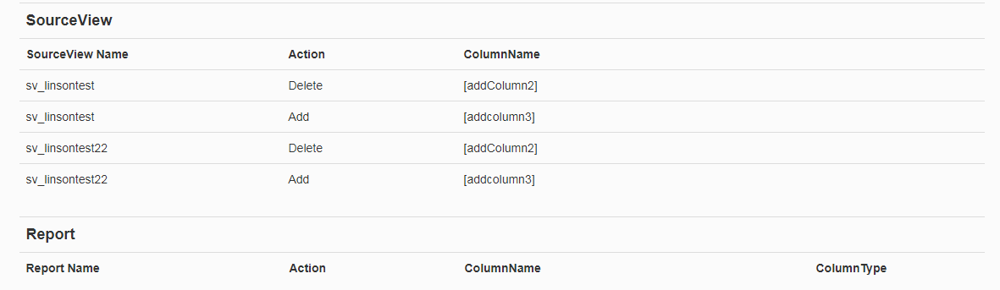 SourceView
SourceView Name Action ColumnName
sv_linsontest Delete [addColumn2]
sv_linsontest Add [addcolumn3]
sv_linsontest22 Delete [addColumn2]
sv_linsontest22 Add [addcolumn3]
Report
Report Name Action ColumnName ColumnType